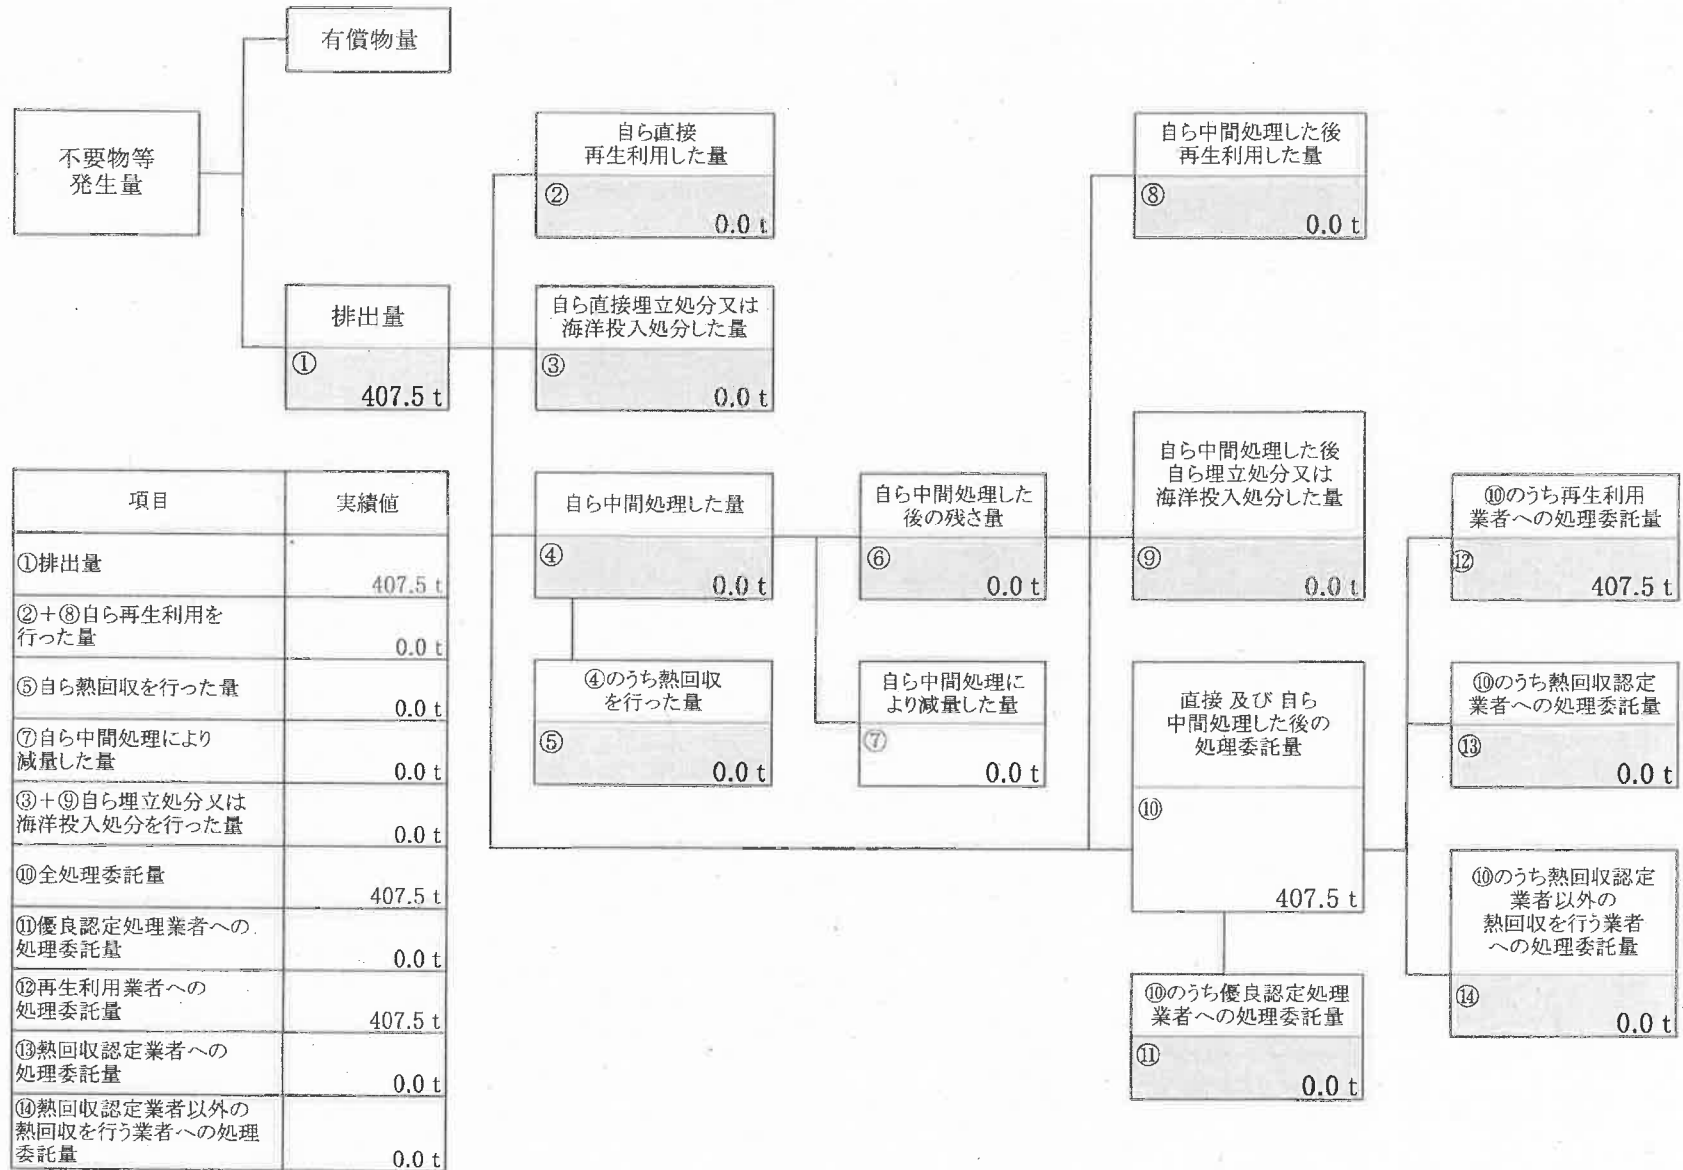 有償物量
不要物等
発生量
自ら直接
再生利用した量
②
0.0 t
自ら中間処理した後
再生利用した量
⑧
0.0 t
排出量
①
407.5 t
自ら直接埋立処分又は
海洋投入処分した量
③
0.0 t
自ら中間処理した量
④
0.0 t
自ら中間処理した
後の残さ量
⑥
0.0 t
自ら中間処理した後
自ら埋立処分又は
海洋投入処分した量
⑨
0.0 t
⑩のうち再生利用
業者への処理委託量
⑫
407.5 t
④のうち熱回収
を行った量
⑤
0.0 t
自ら中間処理に
より減量した量
⑦
0.0 t
直接 及び 自ら
中間処理した後の
処理委託量
⑩
407.5 t
⑩のうち熱回収認定
業者への処理委託量
⑬
0.0 t
⑩のうち熱回収認定
業者以外の
熱回収を行う業者
への処理委託量
⑭
0.0 t
⑩のうち優良認定処理
業者への処理委託量
⑪
0.0 t
項目 実績値
①排出量
407.5 t
②+⑧自ら再生利用を
行った量
0.0 t
⑤自ら熱回収を行った量
0.0 t
⑦自ら中間処理により
減量した量
0.0 t
③+⑨自ら埋立処分又は
海洋投入処分を行った量
0.0 t
⑩全処理委託量
407.5 t
⑪優良認定処理業者への
処理委託量
0.0 t
⑫再生利用業者への
処理委託量
407.5 t
⑬熱回収認定業者への
処理委託量
0.0 t
⑭熱回収認定業者以外の
熱回収を行う業者への処理
委託量
0.0 t